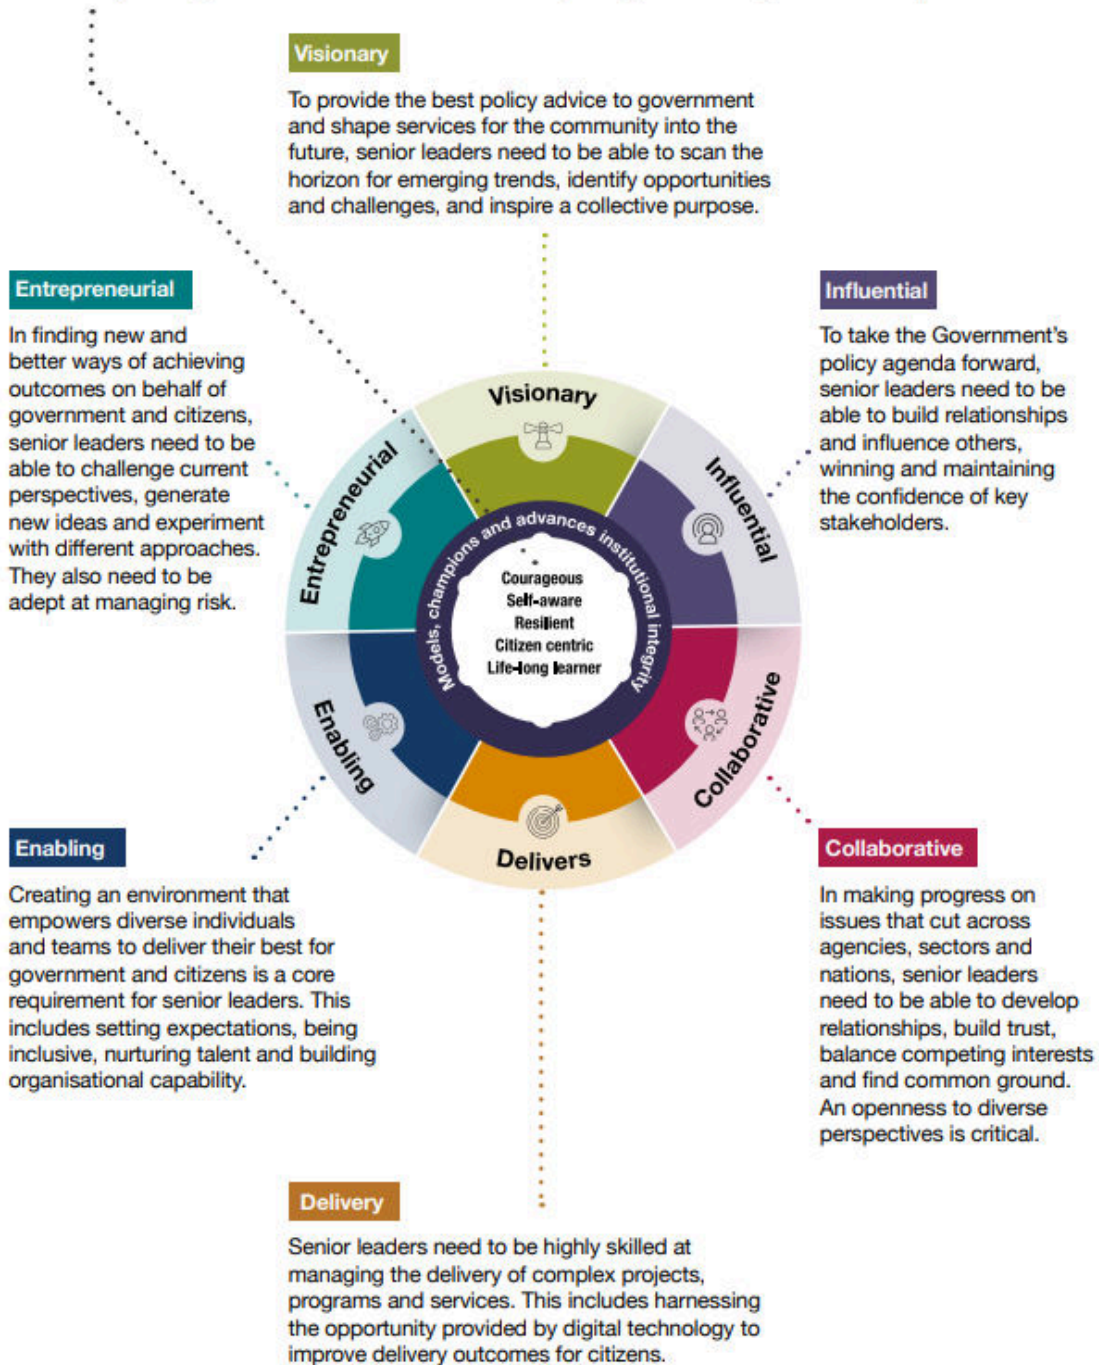 Visionary
To provide the best policy advice to government
and shape services for the community into the
future, senior leaders need to be able to scan the
horizon for emerging trends, identify opportunities
and challenges, and inspire a collective purpose.
Entrepreneurial
In finding new and
better ways of achieving
outcomes on behalf of
government and citizens,
senior leaders need to be
able to challenge current
perspectives, generate
new ideas and experiment
with different approaches.
They also need to be
adept at managing risk.
Influential
To take the Government's
policy agenda forward,
senior leaders need to be
able to build relationships
and influence others,
winning and maintaining
the confidence of key
stakeholders.
Visionary
Influential
Collaborative
Delivers
Enabling
Entrepreneurial
Models, champions and advances institutional integrity
Courageous
Self-aware
Resilient
Citizen centric
Life-long learner
Enabling
Creating an environment that
empowers diverse individuals
and teams to deliver their best for
government and citizens is a core
requirement for senior leaders. This
includes setting expectations, being
inclusive, nurturing talent and building
organisational capability.
Collaborative
In making progress on
issues that cut across
agencies, sectors and
nations, senior leaders
need to be able to develop
relationships, build trust,
balance competing interests
and find common ground.
An openness to diverse
perspectives is critical.
Delivery
Senior leaders need to be highly skilled at
managing the delivery of complex projects,
programs and services. This includes harnessing
the opportunity provided by digital technology to
improve delivery outcomes for citizens.